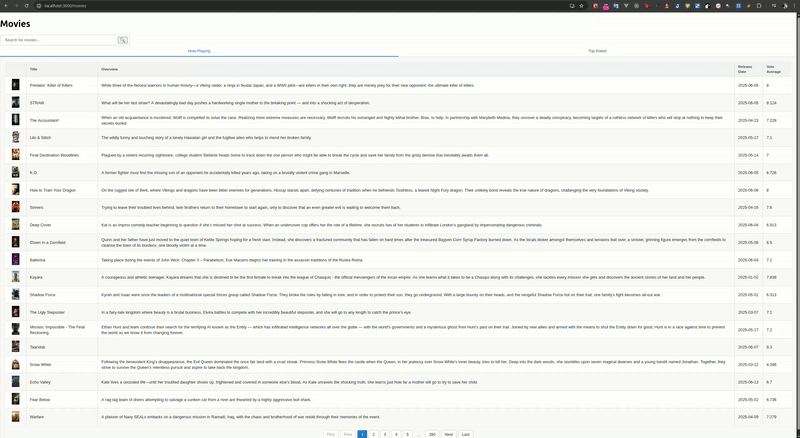 localhost:3000/movies
Movies
Search for movies...
Now Playing
Top Rated
Title Overview Release Date Vote Average
Predator: Killer of Killers While three of the fiercest warriors in human history—a Viking raider, a ninja in feudal Japan, and a WWII pilot—are killers in their own right, they are merely prey for their new opponent: the ultimate killer of killers. 2025-06-05 8
STRAW What will be her last straw? A devastatingly bad day pushes a hardworking single mother to the breaking point — and into a shocking act of desperation. 2025-06-05 8.124
The Accountant² When an old acquaintance is murdered, Wolff is compelled to solve the case. Realizing more extreme measures are necessary, Wolff recruits his estranged and highly lethal brother, Brax, to help. In partnership with Marybeth Medina, they uncover a deadly conspiracy, becoming targets of a ruthless network of killers who will stop at nothing to keep their
secrets buried. 2025-04-23 7.228
Lilo & Stitch The wildly funny and touching story of a lonely Hawaiian girl and the fugitive alien who helps to mend her broken family. 2025-05-17 7.1
Final Destination Bloodlines Plagued by a violent recurring nightmare, college student Stefanie heads home to track down the one person who might be able to break the cycle and save her family from the grisly demise that inevitably awaits them all. 2025-05-14 7
K.O. A former fighter must find the missing son of an opponent he accidentally killed years ago, taking on a brutally violent crime gang in Marseille. 2025-06-05 6.728
How to Train Your Dragon On the rugged isle of Berk, where Vikings and dragons have been bitter enemies for generations, Hiccup stands apart, defying centuries of tradition when he befriends Toothless, a feared Night Fury dragon. Their unlikely bond reveals the true nature of dragons, challenging the very foundations of Viking society. 2025-06-06 8
Sinners Trying to leave their troubled lives behind, twin brothers return to their hometown to start again, only to discover that an even greater evil is waiting to welcome them back. 2025-04-16 7.6
Deep Cover Kat is an improv comedy teacher beginning to question if she's missed her shot at success. When an undercover cop offers her the role of a lifetime, she recruits two of her students to infiltrate London's gangland by impersonating dangerous criminals. 2025-06-04 6.913
Clown in a Cornfield Quinn and her father have just moved to the quiet town of Kettle Springs hoping for a fresh start. Instead, she discovers a fractured community that has fallen on hard times after the treasured Baypen Corn Syrup Factory burned down. As the locals bicker amongst themselves and tensions boil over, a sinister, grinning figure emerges from the cornfields to
cleanse the town of its burdens, one bloody victim at a time. 2025-05-08 6.5
Ballerina Taking place during the events of John Wick: Chapter 3 – Parabellum, Eve Macarro begins her training in the assassin traditions of the Ruska Roma. 2025-06-04 7.1
Kayara A courageous and athletic teenager, Kayara dreams that she is destined to be the first female to break into the league of Chasquis - the official messengers of the Incan empire. As she learns what it takes to be a Chasqui along with its challenges, she tackles every mission she gets and discovers the ancient stories of her land and her people. 2025-01-02 7.838
Shadow Force Kyrah and Isaac were once the leaders of a multinational special forces group called Shadow Force. They broke the rules by falling in love, and in order to protect their son, they go underground. With a large bounty on their heads, and the vengeful Shadow Force hot on their trail, one family's fight becomes all-out war. 2025-05-01 6.313
The Ugly Stepsister In a fairy-tale kingdom where beauty is a brutal business, Elvira battles to compete with her incredibly beautiful stepsister, and she will go to any length to catch the prince's eye 2025-03-07 7.1
Mission: Impossible - The Final
Reckoning Ethan Hunt and team continue their search for the terrifying AI known as the Entity — which has infiltrated intelligence networks all over the globe — with the world's governments and a mysterious ghost from Hunt's past on their trail. Joined by new allies and armed with the means to shut the Entity down for good, Hunt is in a race against time to prevent
the world as we know it from changing forever. 2025-05-17 7.2
2025-06-07
Snow White Following the benevolent King's disappearance, the Evil Queen dominated the once fair land with a cruel streak. Princess Snow White flees the castle when the Queen, in her jealousy over Snow White's inner beauty, tries to kill her. Deep into the dark woods, she stumbles upon seven magical dwarves and a young bandit named Jonathan. Together, they
strive to survive the Queen's relentless pursuit and aspire to take back the kingdom. 2025-03-12
Echo Valley Kate lives a secluded life—until her troubled daughter shows up, frightened and covered in someone else's blood. As Kate unravels the shocking truth, she learns just how far a mother will go to try to save her child. 2025-06-13 6.7
Fear Below A rag-tag team of divers attempting to salvage a sunken car from a river are thwarted by a highly aggressive bull shark. 2025-05-02 6.736
Warfare A platoon of Navy SEALs embarks on a dangerous mission in Ramadi, Iraq, with the chaos and brotherhood of war retold through their memories of the event. 2025-04-09 7.279
First Prev 1 2 3 4 5 ... 280 Next Last